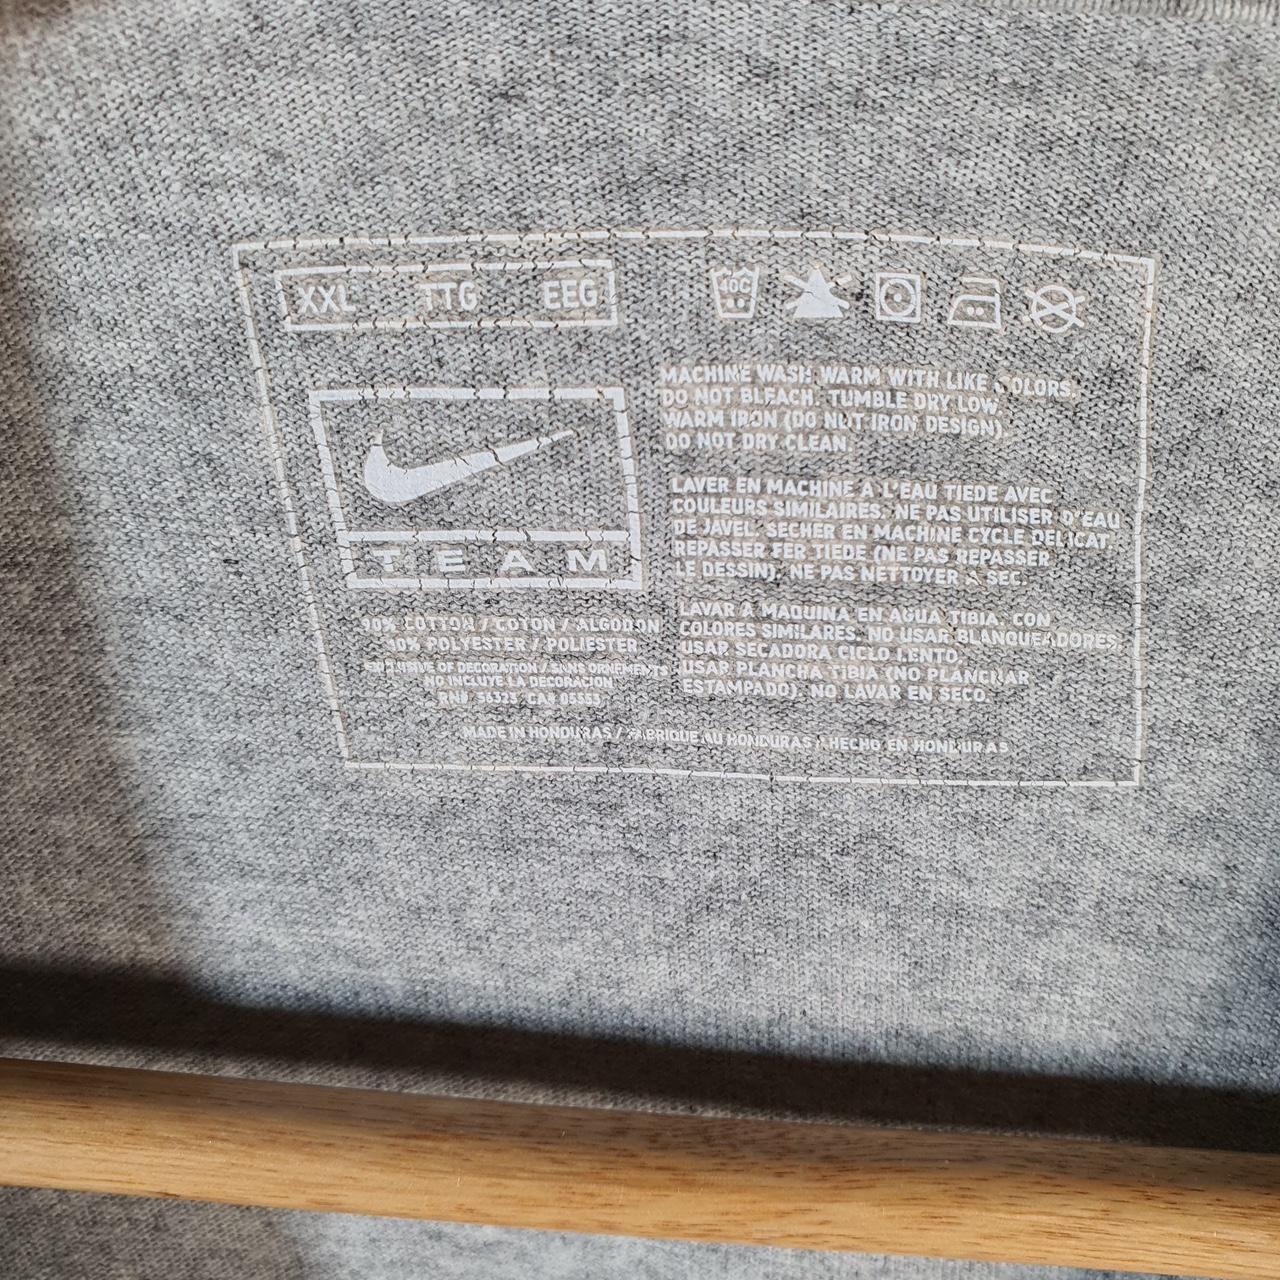 XXL TTG EEG
40C
TEAM
90% COTTON / COTON / ALGODON
10% POLYESTER / POLIESTER
EXCLUSIVE OF DECORATION / SANS ORNEMENTS
NO INCLUYE LA DECORACION
RN# 56323 CA# 05553
MACHINE WASH WARM WITH LIKE COLORS.
DO NOT BLEACH. TUMBLE DRY LOW.
WARM IRON (DO NOT IRON DESIGN).
DO NOT DRY CLEAN.
LAVER EN MACHINE A L'EAU TIEDE AVEC
COULEURS SIMILAIRES. NE PAS UTILISER D'EAU
DE JAVEL. SECHER EN MACHINE CYCLE DELICAT.
REPASSER FER TIEDE (NE PAS REPASSER
LE DESSIN). NE PAS NETTOYER A SEC.
LAVAR A MAQUINA EN AGUA TIBIA, CON
COLORES SIMILARES. NO USAR BLANQUEADORES.
USAR SECADORA CICLO LENTO.
USAR PLANCHA TIBIA (NO PLANCHAR
ESTAMPADO). NO LAVAR EN SECO.
MADE IN HONDURAS / FABRIQUE AU HONDURAS / HECHO EN HONDURAS